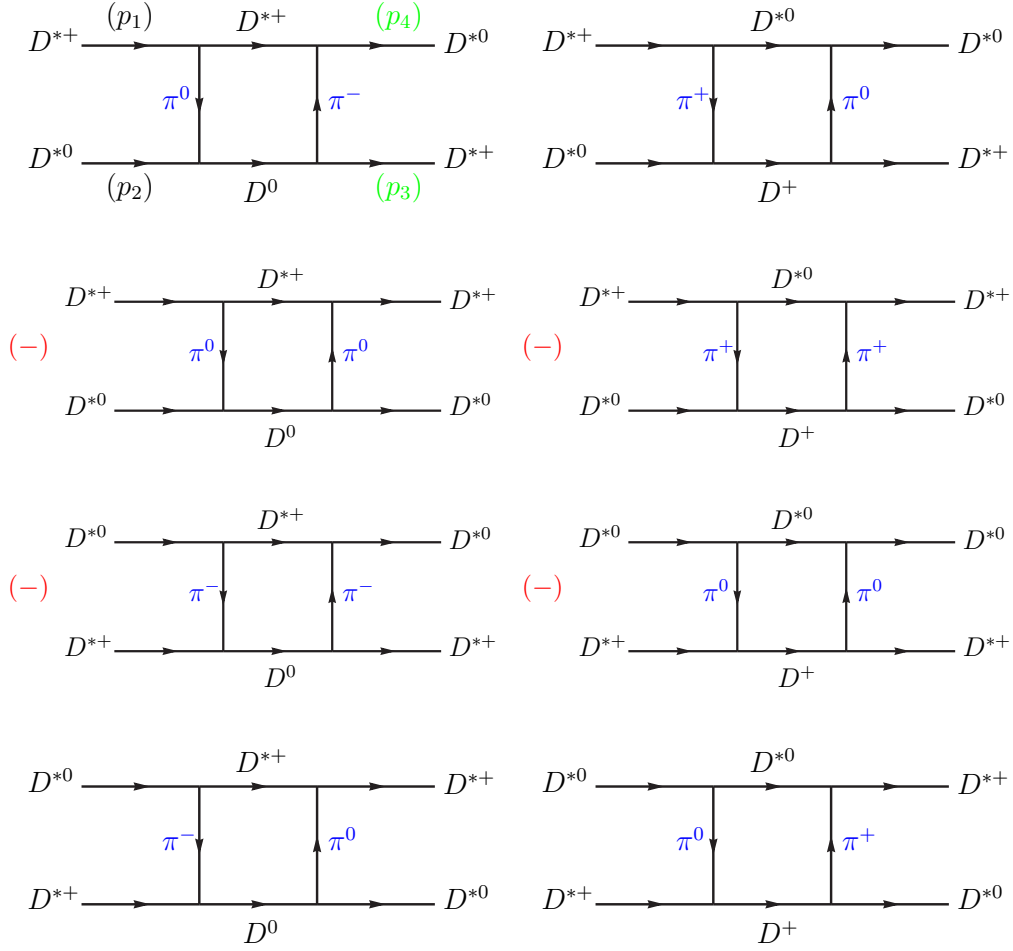 (p₁) D*⁺ (p₄) D*⁰
D*⁺ D*⁰ D*⁺ D*⁰
π⁰ π⁻ π⁺ π⁰
D*⁰ D*⁺ D*⁰ D*⁺
(p₂) D⁰ (p₃) D⁺
D*⁺ D*⁰
D*⁺ D*⁺ D*⁺ D*⁺
(−) π⁰ π⁰ (−) π⁺ π⁺
D*⁰ D*⁰ D*⁰ D*⁰
D⁰ D⁺
D*⁺ D*⁰
D*⁰ D*⁰ D*⁰ D*⁰
(−) π⁻ π⁻ (−) π⁰ π⁰
D*⁺ D*⁺ D*⁺ D*⁺
D⁰ D⁺
D*⁺ D*⁰
D*⁰ D*⁺ D*⁰ D*⁺
π⁻ π⁰ π⁰ π⁺
D*⁺ D*⁰ D*⁺ D*⁰
D⁰ D⁺